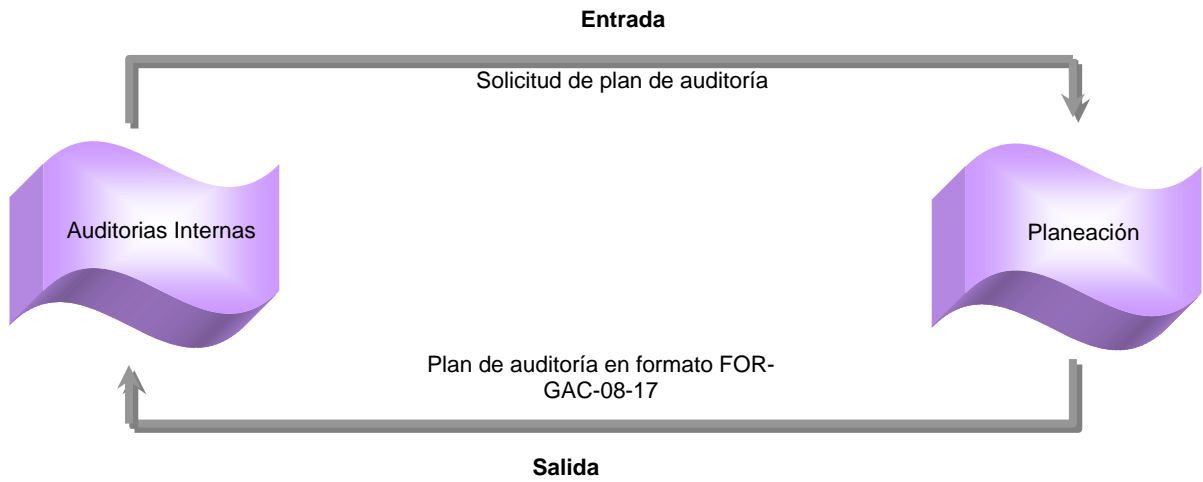 Entrada
Solicitud de plan de auditoría
Auditorias Internas
Planeación
Plan de auditoría en formato FOR-
GAC-08-17
Salida